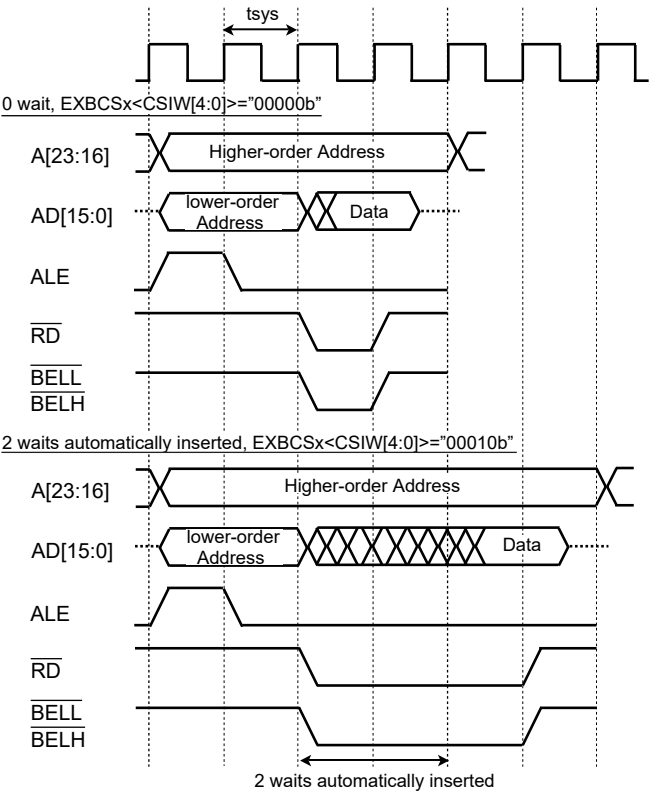 tsys
0 wait, EXBCSx<CSIW[4:0]>="00000b”
A[23:16]
Higher-order Address
AD[15:0]
lower-order
Address
Data
ALE
RD
BELL
BELH
2 waits automatically inserted, EXBCSx<CSIW[4:0]>="00010b”
A[23:16]
Higher-order Address
AD[15:0]
lower-order
Address
Data
ALE
RD
BELL
BELH
2 waits automatically inserted